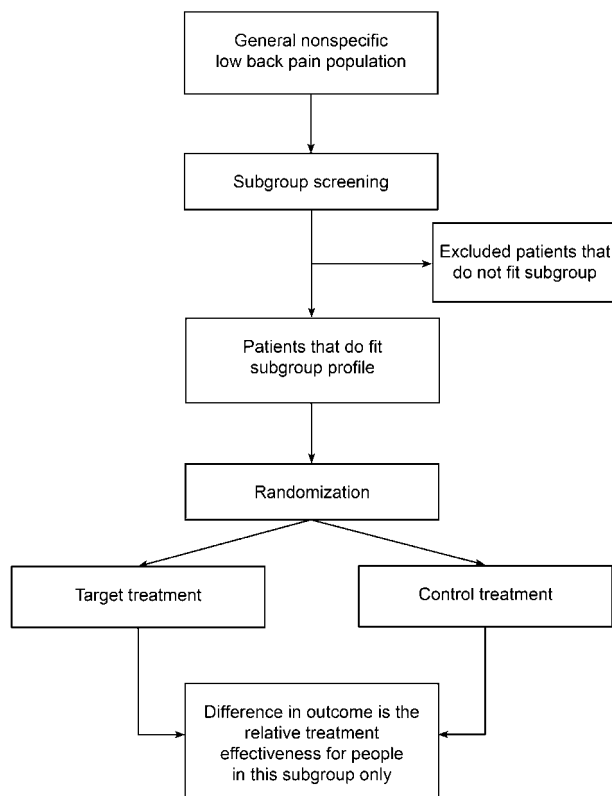 General nonspecific
low back pain population
Subgroup screening
Excluded patients that
do not fit subgroup
Patients that do fit
subgroup profile
Randomization
Target treatment
Control treatment
Difference in outcome is the
relative treatment
effectiveness for people
in this subgroup only